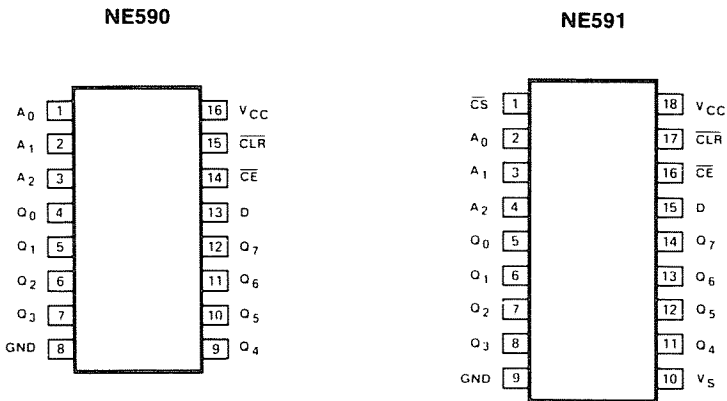 NE590
A0 1 16 VCC
A1 2 15 CLR
A2 3 14 CE
Q0 4 13 D
Q1 5 12 Q7
Q2 6 11 Q6
Q3 7 10 Q5
GND 8 9 Q4
NE591
CS 1 18 VCC
A0 2 17 CLR
A1 3 16 CE
A2 4 15 D
Q0 5 14 Q7
Q1 6 13 Q6
Q2 7 12 Q5
Q3 8 11 Q4
GND 9 10 VS